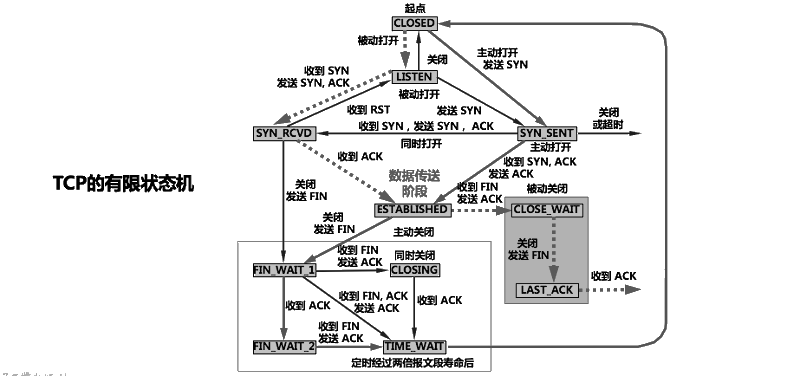 起点
CLOSED
被动打开
主动打开
发送 SYN
关闭
收到 SYN
发送 SYN, ACK
LISTEN
被动打开
收到 RST
发送 SYN
关闭
或超时
收到 SYN , 发送 SYN , ACK
SYN_RCVD
SYN_SENT
同时打开
主动打开
收到 ACK
收到 SYN, ACK
发送 ACK
TCP的有限状态机
数据传送
阶段
关闭
发送 FIN
收到 FIN
发送 ACK
被动关闭
ESTABLISHED
CLOSE_WAIT
关闭
发送 FIN
主动关闭
关闭
发送 FIN
收到 FIN
发送 ACK
同时关闭
FIN_WAIT_1
CLOSING
收到 ACK
LAST_ACK
收到 ACK
收到 FIN, ACK
发送 ACK
收到 ACK
收到 FIN
发送 ACK
FIN_WAIT_2
TIME_WAIT
定时经过两倍报文段寿命后